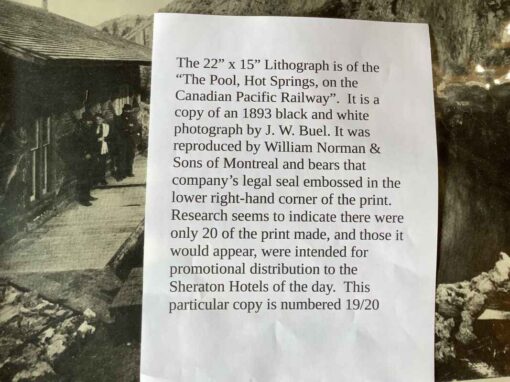 The 22” x 15” Lithograph is of the
“The Pool, Hot Springs, on the
Canadian Pacific Railway”. It is a
copy of an 1893 black and white
photograph by J. W. Buel. It was
reproduced by William Norman &
Sons of Montreal and bears that
company’s legal seal embossed in the
lower right-hand corner of the print.
Research seems to indicate there were
only 20 of the print made, and those it
would appear, were intended for
promotional distribution to the
Sheraton Hotels of the day. This
particular copy is numbered 19/20